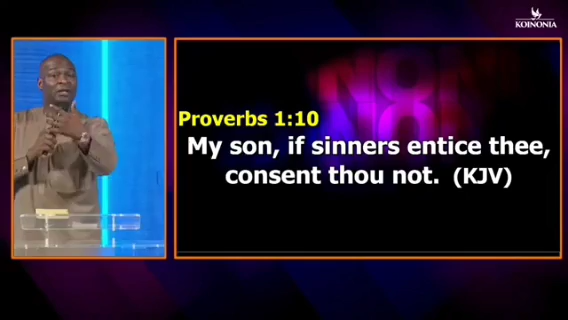 KOINONIA
Proverbs 1:10
My son, if sinners entice thee,
consent thou not. (KJV)